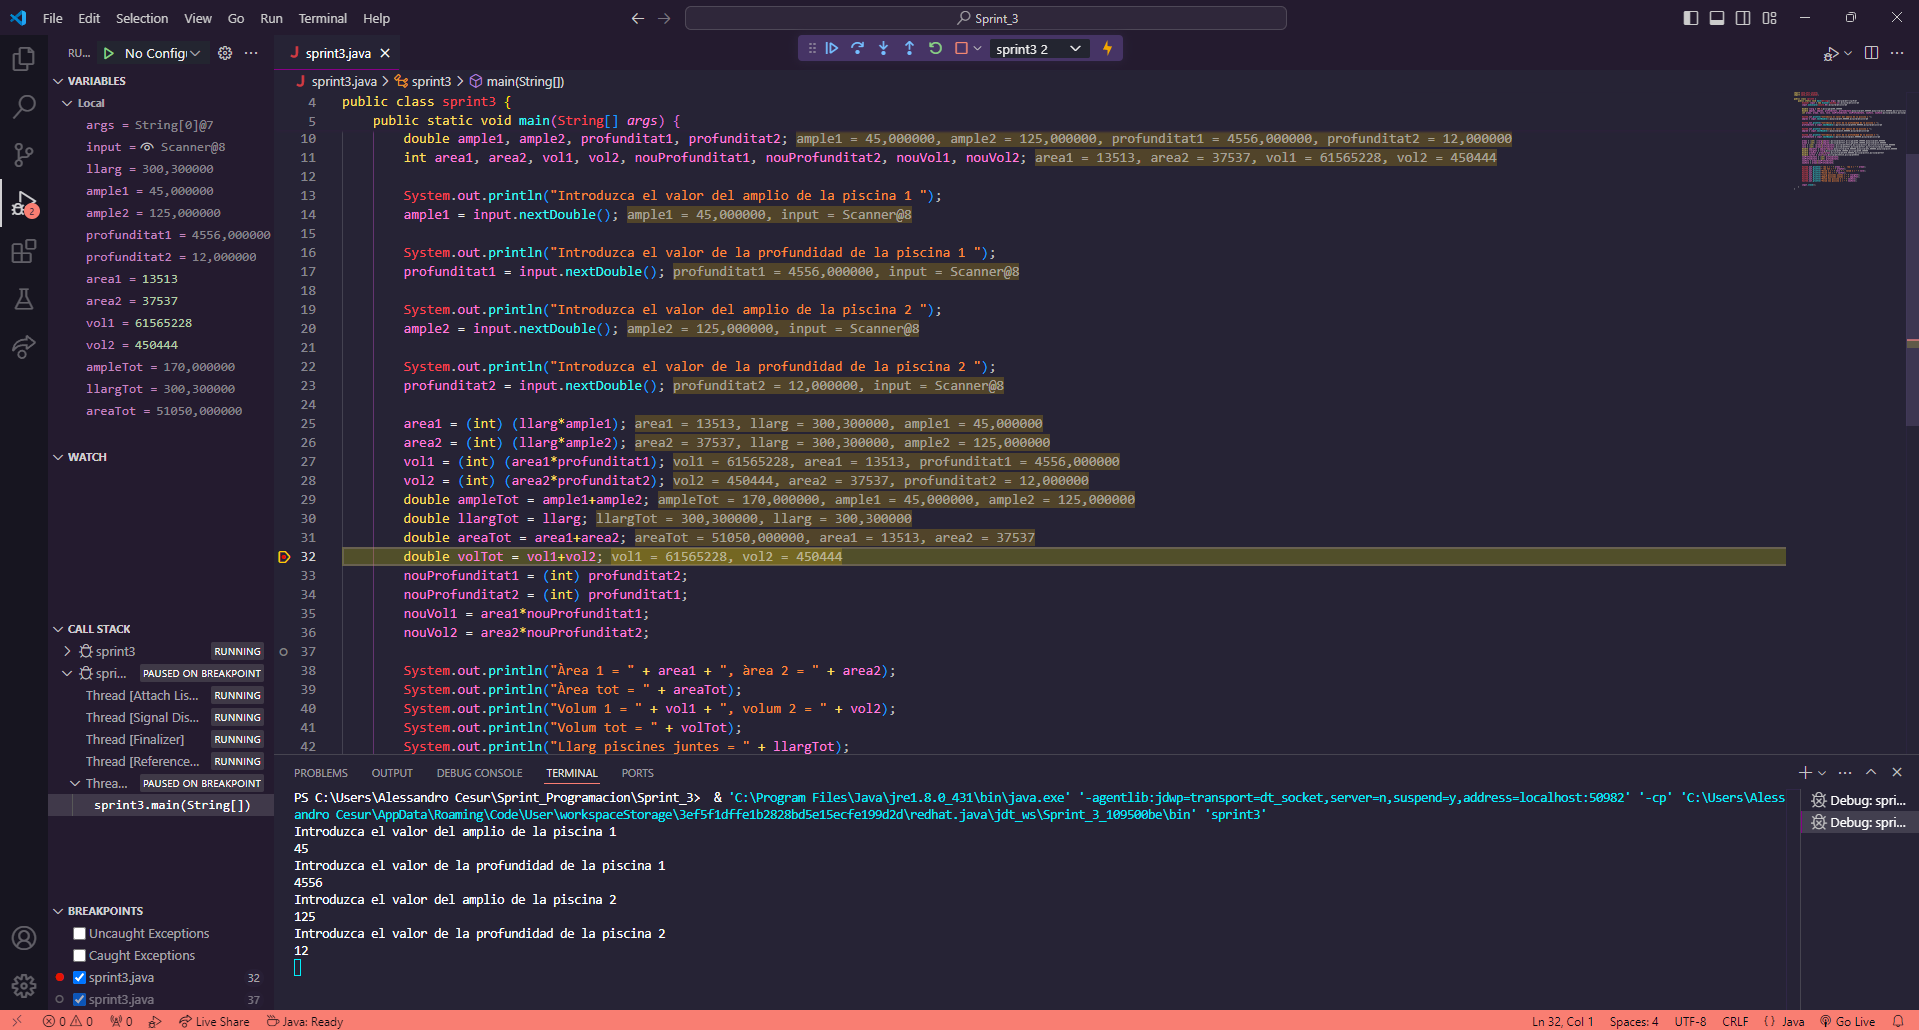 File Edit Selection View Go Run Terminal Help
Sprint_3
RU... No Config
sprint3.java
sprint3 2
VARIABLES
Local
args = String[0]@7
input = Scanner@8
llarg = 300,300000
ample1 = 45,000000
ample2 = 125,000000
profunditat1 = 4556,000000
profunditat2 = 12,000000
area1 = 13513
area2 = 37537
vol1 = 61565228
vol2 = 450444
ampleTot = 170,000000
llargTot = 300,300000
areaTot = 51050,000000
WATCH
CALL STACK
sprint3 RUNNING
spri... PAUSED ON BREAKPOINT
Thread [Attach Lis... RUNNING
Thread [Signal Dis... RUNNING
Thread [Finalizer] RUNNING
Thread [Reference... RUNNING
Threa... PAUSED ON BREAKPOINT
sprint3.main(String[])
BREAKPOINTS
Uncaught Exceptions
Caught Exceptions
sprint3.java 32
sprint3.java 37
2
J sprint3.java > sprint3 > main(String[])
4 public class sprint3 {
5 public static void main(String[] args) {
10 double ample1, ample2, profunditat1, profunditat2; ample1 = 45,000000, ample2 = 125,000000, profunditat1 = 4556,000000, profunditat2 = 12,000000
11 int area1, area2, vol1, vol2, nouProfunditat1, nouProfunditat2, nouVol1, nouVol2; area1 = 13513, area2 = 37537, vol1 = 61565228, vol2 = 450444
12
13 System.out.println("Introduzca el valor del amplio de la piscina 1 ");
14 ample1 = input.nextDouble(); ample1 = 45,000000, input = Scanner@8
15
16 System.out.println("Introduzca el valor de la profundidad de la piscina 1 ");
17 profunditat1 = input.nextDouble(); profunditat1 = 4556,000000, input = Scanner@8
18
19 System.out.println("Introduzca el valor del amplio de la piscina 2 ");
20 ample2 = input.nextDouble(); ample2 = 125,000000, input = Scanner@8
21
22 System.out.println("Introduzca el valor de la profundidad de la piscina 2 ");
23 profunditat2 = input.nextDouble(); profunditat2 = 12,000000, input = Scanner@8
24
25 area1 = (int) (llarg*ample1); area1 = 13513, llarg = 300,300000, ample1 = 45,000000
26 area2 = (int) (llarg*ample2); area2 = 37537, llarg = 300,300000, ample2 = 125,000000
27 vol1 = (int) (area1*profunditat1); vol1 = 61565228, area1 = 13513, profunditat1 = 4556,000000
28 vol2 = (int) (area2*profunditat2); vol2 = 450444, area2 = 37537, profunditat2 = 12,000000
29 double ampleTot = ample1+ample2; ampleTot = 170,000000, ample1 = 45,000000, ample2 = 125,000000
30 double llargTot = llarg; llargTot = 300,300000, llarg = 300,300000
31 double areaTot = area1+area2; areaTot = 51050,000000, area1 = 13513, area2 = 37537
32 double volTot = vol1+vol2; vol1 = 61565228, vol2 = 450444
33 nouProfunditat1 = (int) profunditat2;
34 nouProfunditat2 = (int) profunditat1;
35 nouVol1 = area1*nouProfunditat1;
36 nouVol2 = area2*nouProfunditat2;
37
38 System.out.println("Àrea 1 = " + area1 + ", àrea 2 = " + area2);
39 System.out.println("Àrea tot = " + areaTot);
40 System.out.println("Volum 1 = " + vol1 + ", volum 2 = " + vol2);
41 System.out.println("Volum tot = " + volTot);
42 System.out.println("Llarg piscines juntes = " + llargTot);
PROBLEMS OUTPUT DEBUG CONSOLE TERMINAL PORTS
PS C:\Users\Alessandro Cesur\Sprint_Programacion\Sprint_3> & 'C:\Program Files\Java\jre1.8.0_431\bin\java.exe' '-agentlib:jdwp=transport=dt_socket,server=n,suspend=y,address=localhost:50982' '-cp' 'C:\Users\Aless
andro Cesur\AppData\Roaming\Code\User\workspaceStorage\3ef5f1dffe1b2828bd5e15ecfe199d2d\redhat.java\jdt_ws\Sprint_3_109500be\bin' 'sprint3'
Introduzca el valor del amplio de la piscina 1
45
Introduzca el valor de la profundidad de la piscina 1
4556
Introduzca el valor del amplio de la piscina 2
125
Introduzca el valor de la profundidad de la piscina 2
12
Debug: spri...
Debug: spri...
0 0 0 Live Share Java: Ready
Ln 32, Col 1 Spaces: 4 UTF-8 CRLF {} Java Go Live